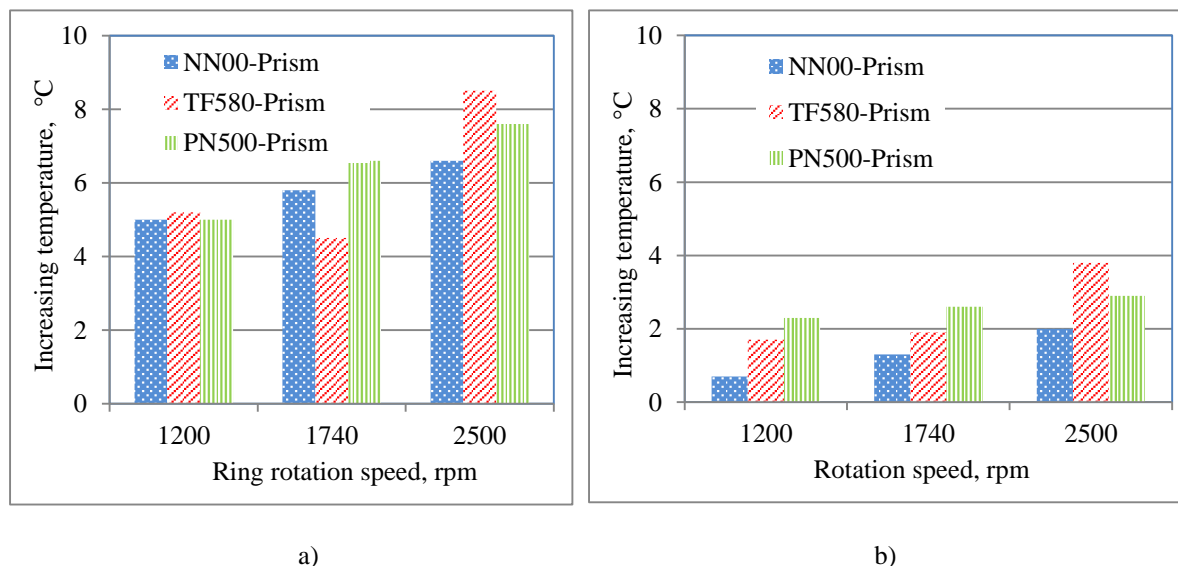 10
8
6
4
2
0
Increasing temperature, °C
NN00-Prism
TF580-Prism
PN500-Prism
1200 1740 2500
Ring rotation speed, rpm
a)
10
8
6
4
2
0
Increasing temperature, °C
NN00-Prism
TF580-Prism
PN500-Prism
1200 1740 2500
Rotation speed, rpm
b)